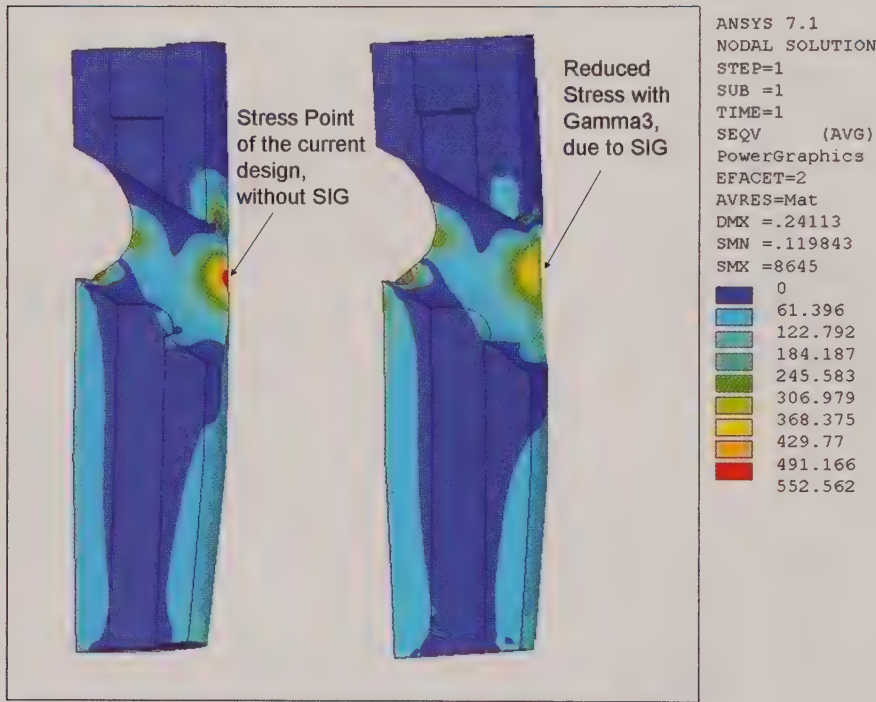 Stress Point
of the current
design,
without SIG
Reduced
Stress with
Gamma3,
due to SIG
ANSYS 7.1
NODAL SOLUTION
STEP=1
SUB =1
TIME=1
SEQV (AVG)
PowerGraphics
EFACET=2
AVRES=Mat
DMX =.24113
SMN =.119843
SMX =8645
0
61.396
122.792
184.187
245.583
306.979
368.375
429.77
491.166
552.562